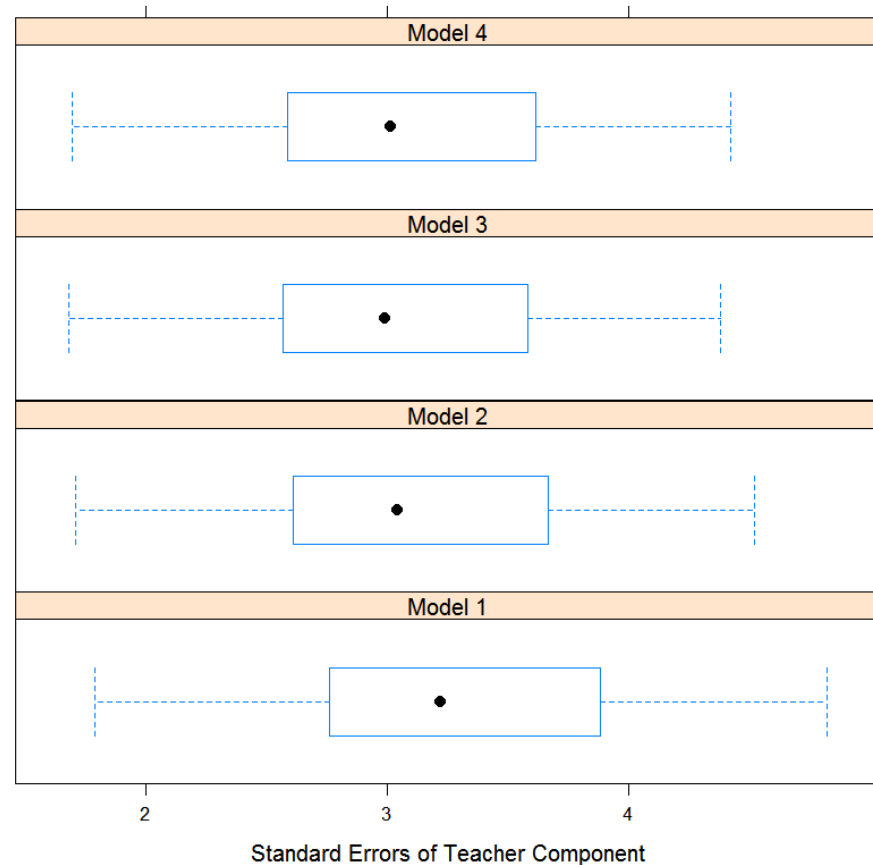 Model 4
Model 3
Model 2
Model 1
2 3 4
Standard Errors of Teacher Component